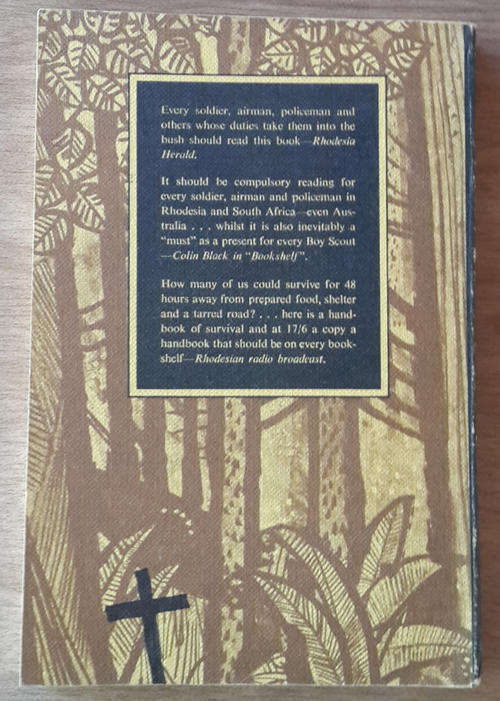 Every soldier, airman, policeman and
others whose duties take them into the
bush should read this book—Rhodesia
Herald.
It should be compulsory reading for
every soldier, airman and policeman in
Rhodesia and South Africa—even Aus-
tralia . . . whilst it is also inevitably a
"must" as a present for every Boy Scout
—Colin Black in "Bookshelf".
How many of us could survive for 48
hours away from prepared food, shelter
and a tarred road? . . . here is a hand-
book of survival and at 17/6 a copy a
handbook that should be on every book-
shelf—Rhodesian radio broadcast.